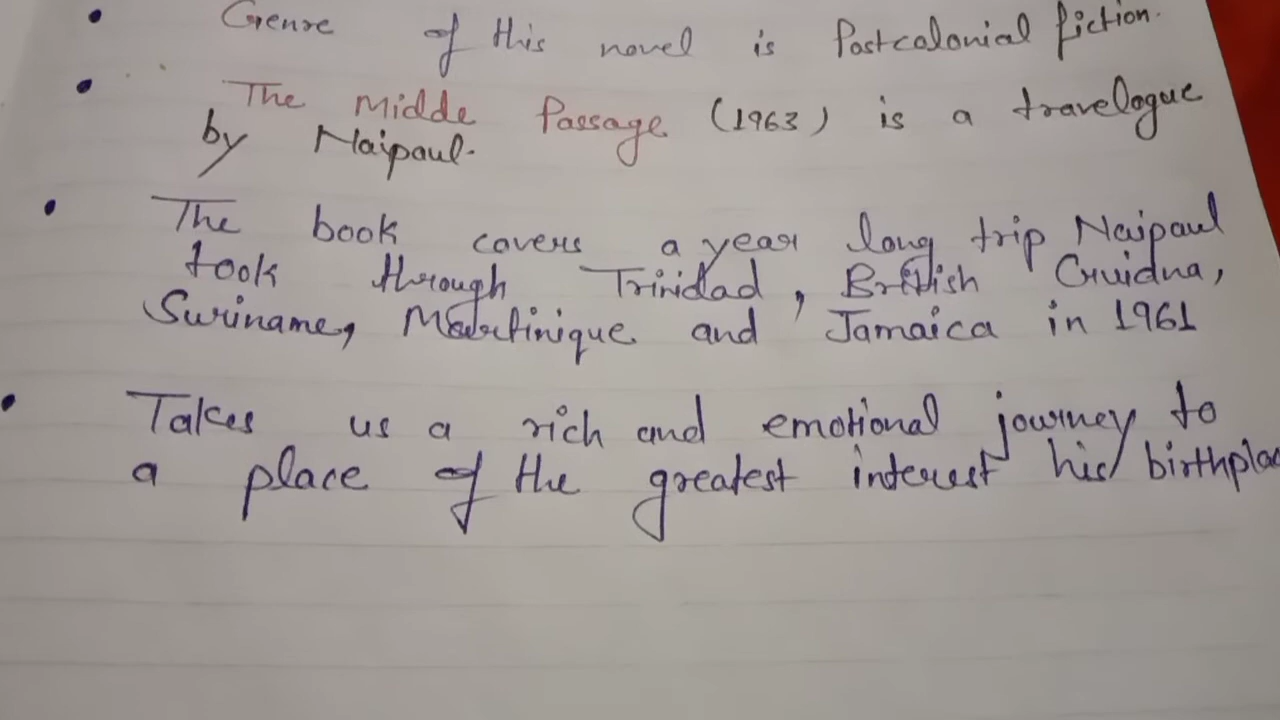 Genre of this novel is Postcolonial fiction.
The Midde Passage (1963) is a travelogue
by Naipaul.
The book covers a year long trip Naipaul
took through Trinidad, British Guidna,
Suriname, Martinique and Jamaica in 1961
Takes us a rich and emotional journey to
a place of the greatest interest his birthplac